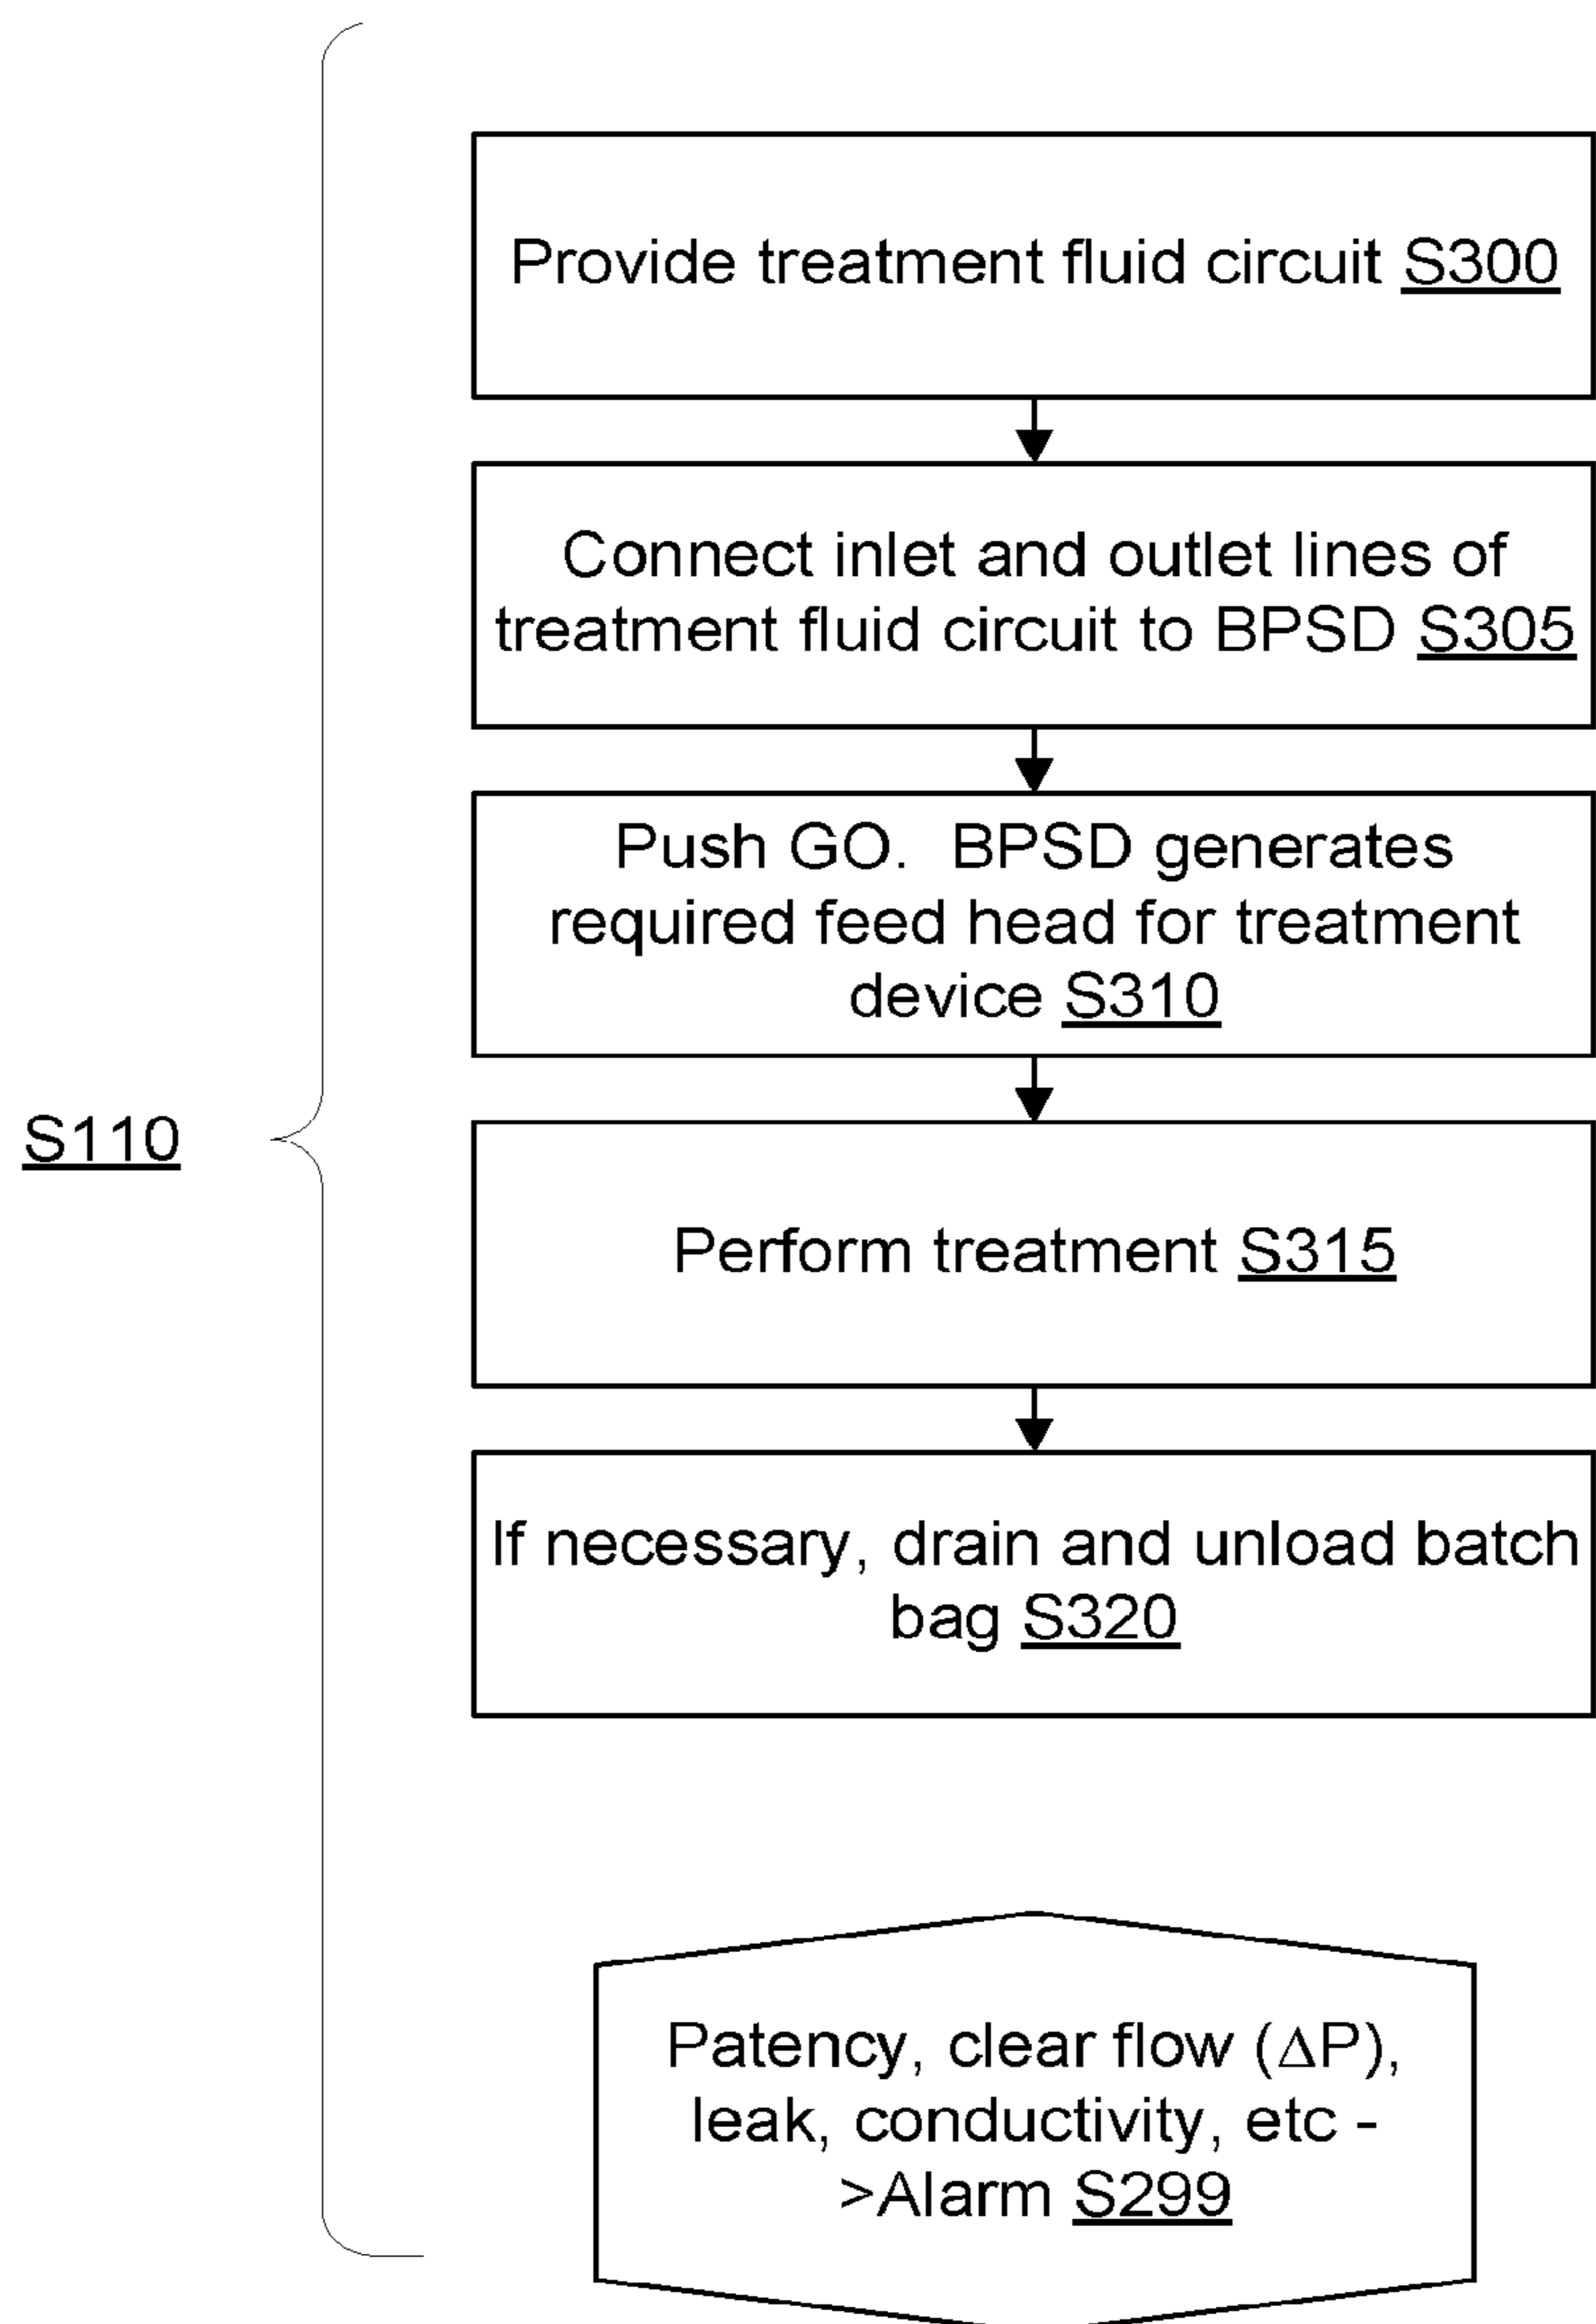 Provide treatment fluid circuit S300
Connect inlet and outlet lines of
treatment fluid circuit to BPSD S305
Push GO. BPSD generates
required feed head for treatment
device S310
S110
Perform treatment S315
If necessary, drain and unload batch
bag S320
Patency, clear flow (ΔP),
leak, conductivity, etc -
>Alarm S299